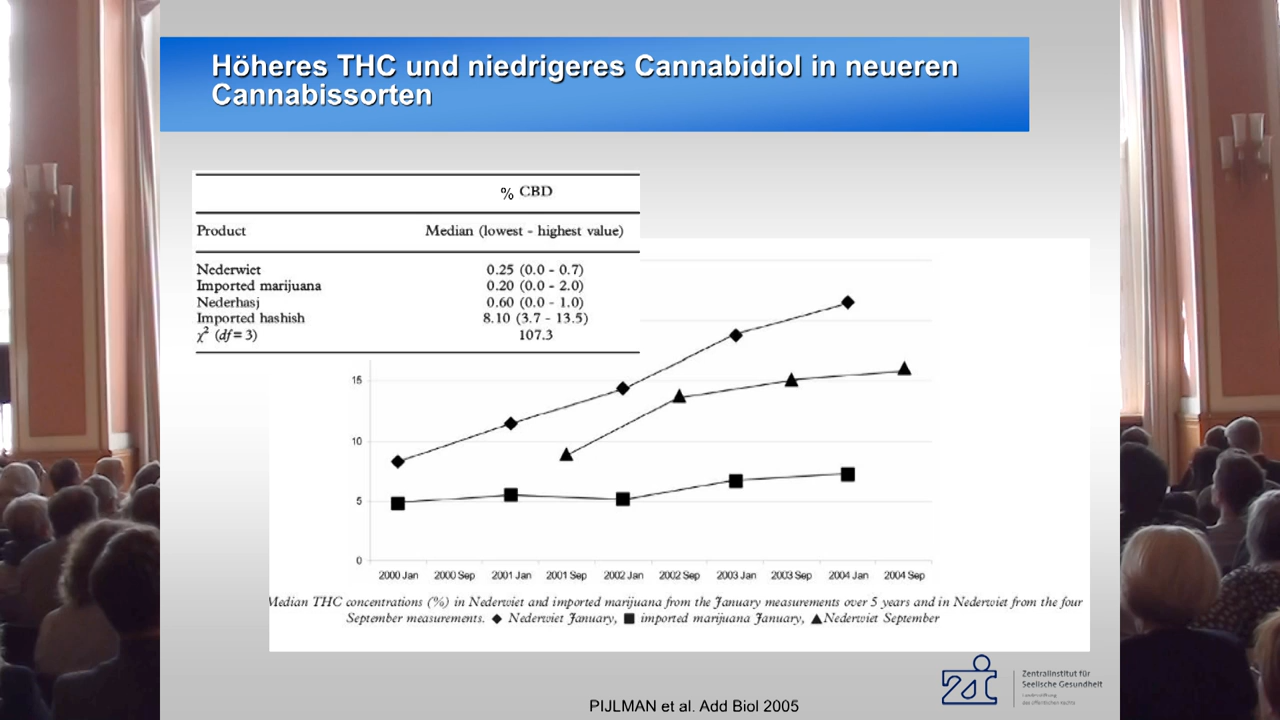 Höheres THC und niedrigeres Cannabidiol in neueren
Cannabissorten
% CBD
Product Median (lowest - highest value)
Nederwiet 0.25 (0.0 - 0.7)
Imported marijuana 0.20 (0.0 - 2.0)
Nederhasj 0.60 (0.0 - 1.0)
Imported hashish 8.10 (3.7 - 13.5)
χ² (df= 3) 107.3
15
10
5
0
2000 Jan 2000 Sep 2001 Jan 2001 Sep 2002 Jan 2002 Sep 2003 Jan 2003 Sep 2004 Jan 2004 Sep
Median THC concentrations (%) in Nederwiet and imported marijuana from the January measurements over 5 years and in Nederwiet from the four
September measurements. ◆ Nederwiet January, ■ imported marijuana January, ▲Nederwiet September
Zentralinstitut für
Seelische Gesundheit
Landesstiftung
des öffentlichen Rechts
PIJLMAN et al. Add Biol 2005